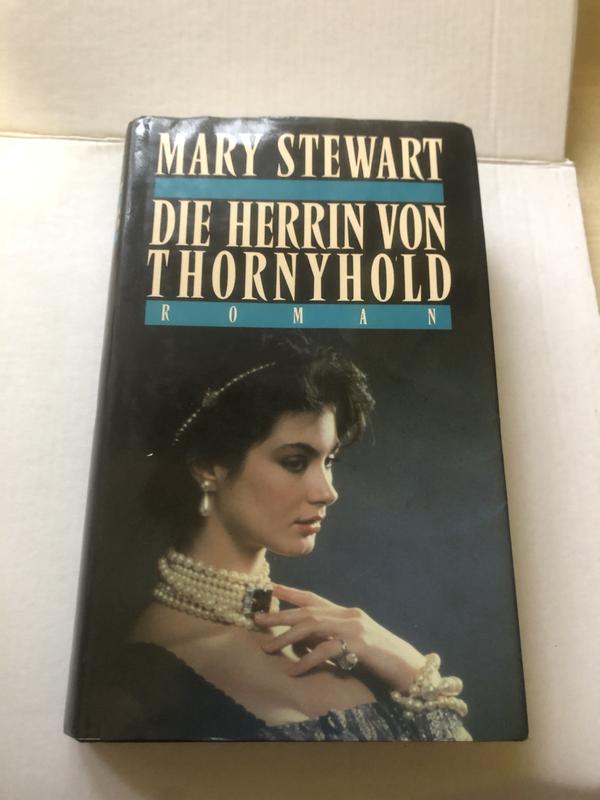 MARY STEWART
DIE HERRIN VON
THORNYHOLD
ROMAN